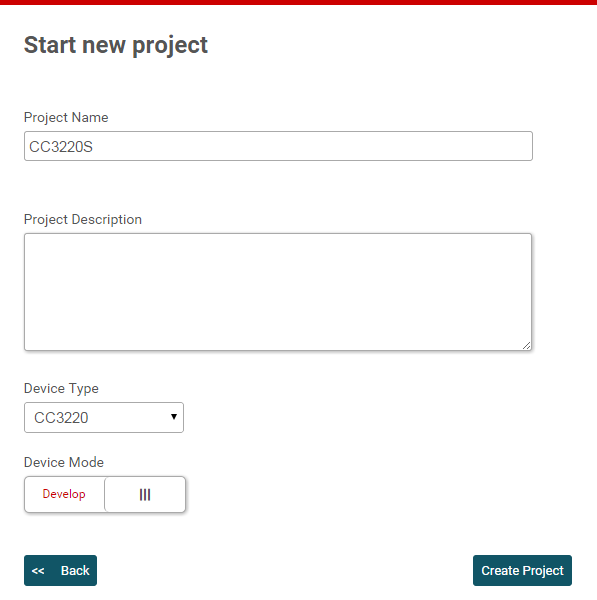 Start new project
Project Name
CC3220S
Project Description
Device Type
CC3220
Device Mode
Develop
<< Back
Create Project